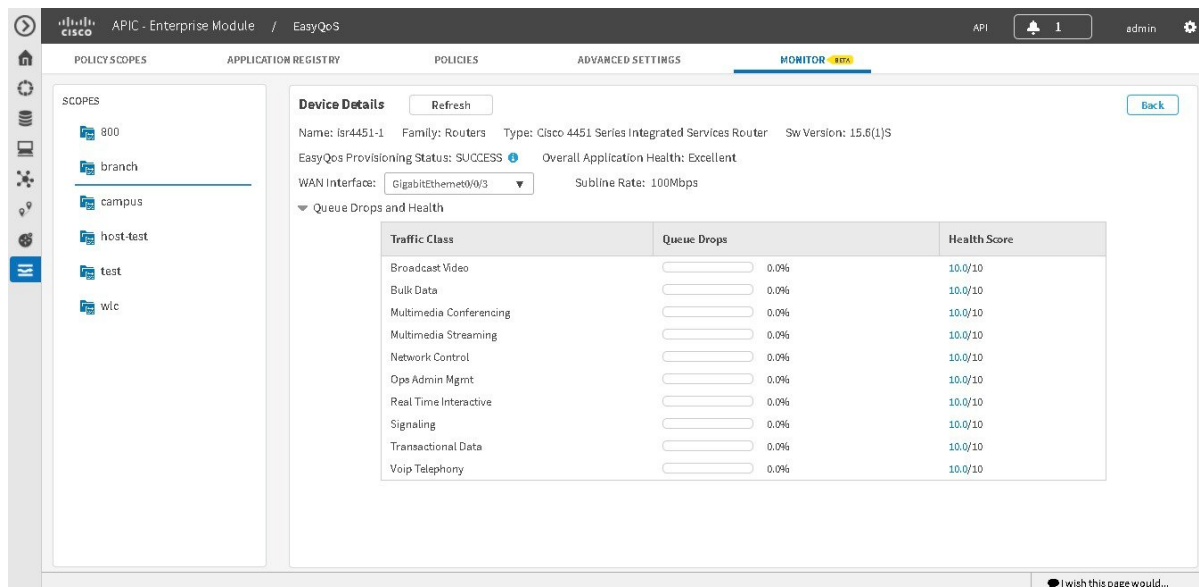 CISCO APIC - Enterprise Module / EasyQoS API 1 admin
POLICY SCOPES APPLICATION REGISTRY POLICIES ADVANCED SETTINGS MONITOR BETA
SCOPES
800
branch
campus
host-test
test
wlc
Device Details Refresh Back
Name: isr4451-1 Family: Routers Type: Cisco 4451 Series Integrated Services Router Sw Version: 15.6(1)S
EasyQos Provisioning Status: SUCCESS Overall Application Health: Excellent
WAN Interface: GigabitEthernet0/0/3 Subline Rate: 100Mbps
Queue Drops and Health
Traffic Class Queue Drops Health Score
Broadcast Video 0.0% 10.0/10
Bulk Data 0.0% 10.0/10
Multimedia Conferencing 0.0% 10.0/10
Multimedia Streaming 0.0% 10.0/10
Network Control 0.0% 10.0/10
Ops Admin Mgmt 0.0% 10.0/10
Real Time Interactive 0.0% 10.0/10
Signaling 0.0% 10.0/10
Transactional Data 0.0% 10.0/10
Voip Telephony 0.0% 10.0/10
I wish this page would...